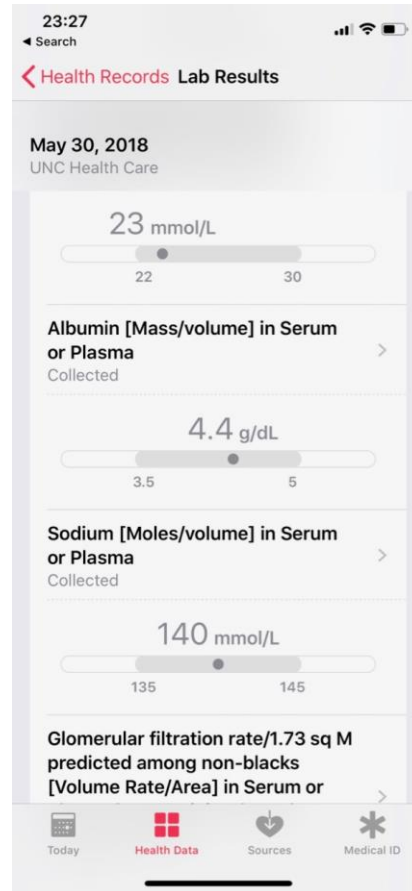 23:27
Search
Health Records Lab Results
May 30, 2018
UNC Health Care
23 mmol/L
22 30
Albumin [Mass/volume] in Serum
or Plasma
Collected
4.4 g/dL
3.5 5
Sodium [Moles/volume] in Serum
or Plasma
Collected
140 mmol/L
135 145
Glomerular filtration rate/1.73 sq M
predicted among non-blacks
[Volume Rate/Area] in Serum or
Today Health Data Sources Medical ID